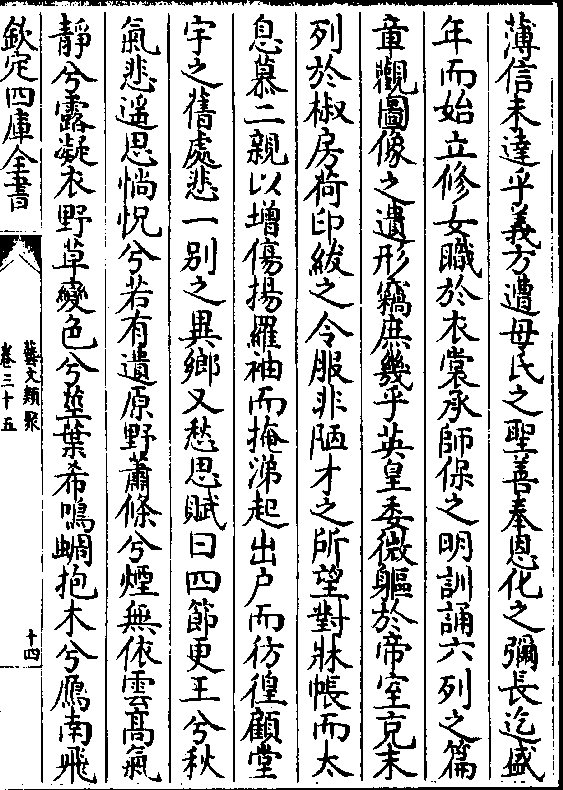 薄信未達乎義方遭母氏之聖善奉恩化之彌長迄盛
年而始立修女職於衣裳承師保之明訓誦六列之篇
章觀圖像之遺形竊庶幾乎英皇委微軀於帝室克末
列於椒房荷印紱之令服非陋才之所望對牀帳而太
息慕二親以增傷揚羅袖而掩涕起出户而彷徨顧堂
宇之舊處悲一别之異鄉又愁思賦曰四節更王兮秋
氣悲遥思惝怳兮若有遺原野蕭條兮煙無依雲髙氣
靜兮露凝衣野草變色兮莖葉希鳴蜩抱木兮鴈南飛
欽定四庫全書
藝文類聚
卷三十五
十四